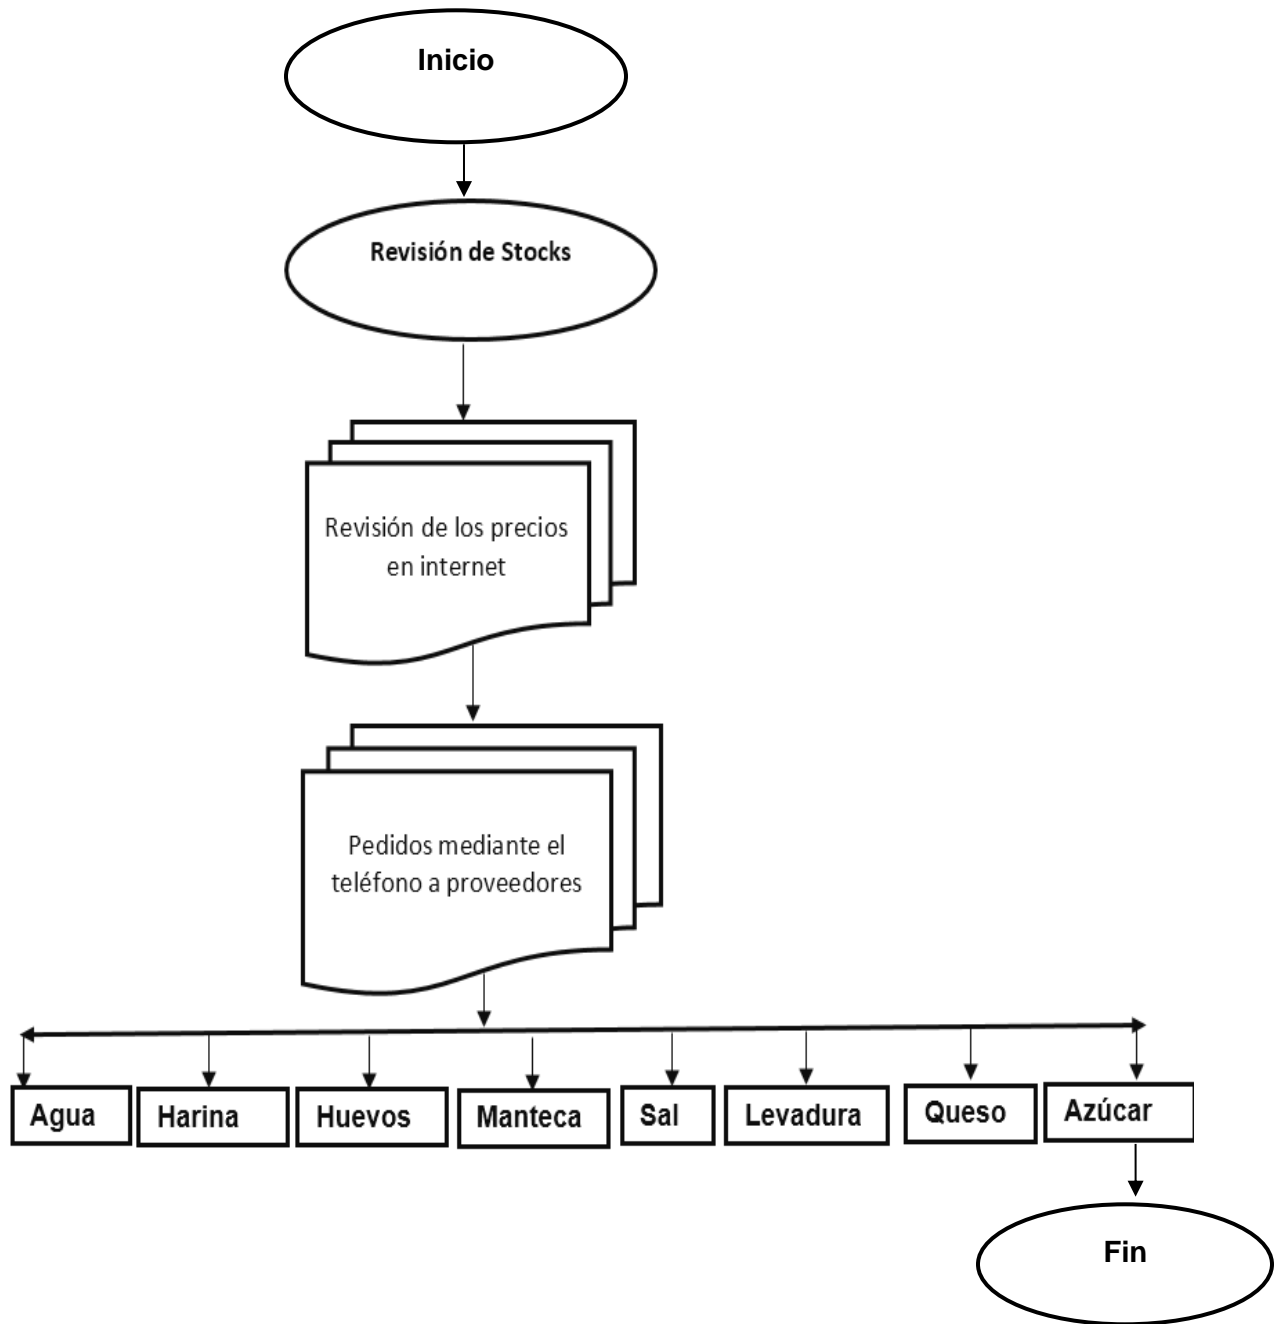 Inicio
Revisión de Stocks
Revisión de los precios
en internet
Pedidos mediante el
teléfono a proveedores
Agua
Harina
Huevos
Manteca
Sal
Levadura
Queso
Azúcar
Fin